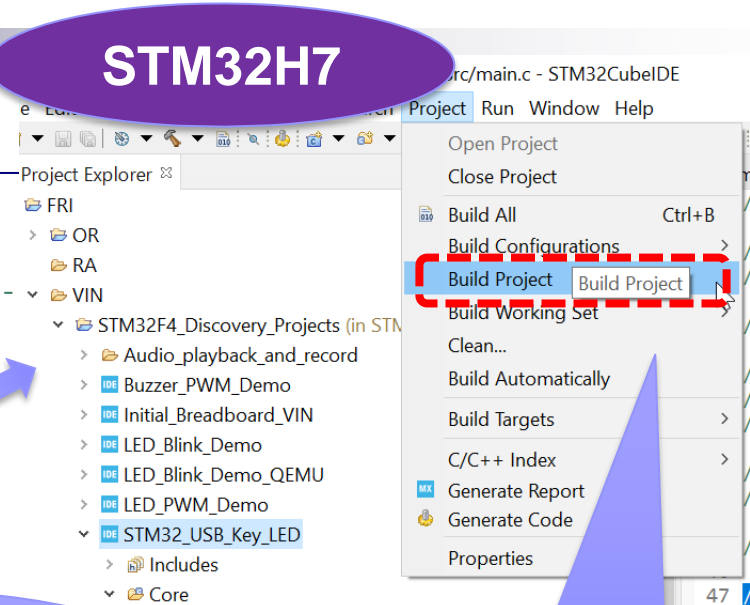 STM32H7
src/main.c - STM32CubeIDE
Project Run Window Help
Project Explorer
FRI
OR
RA
VIN
STM32F4_Discovery_Projects (in STM
Audio_playback_and_record
Buzzer_PWM_Demo
Initial_Breadboard_VIN
LED_Blink_Demo
LED_Blink_Demo_QEMU
LED_PWM_Demo
STM32_USB_Key_LED
Includes
Core
Open Project
Close Project
Build All Ctrl+B
Build Configurations
Build Project
Build Project
Build Working Set
Clean...
Build Automatically
Build Targets
C/C++ Index
Generate Report
Generate Code
Properties
47